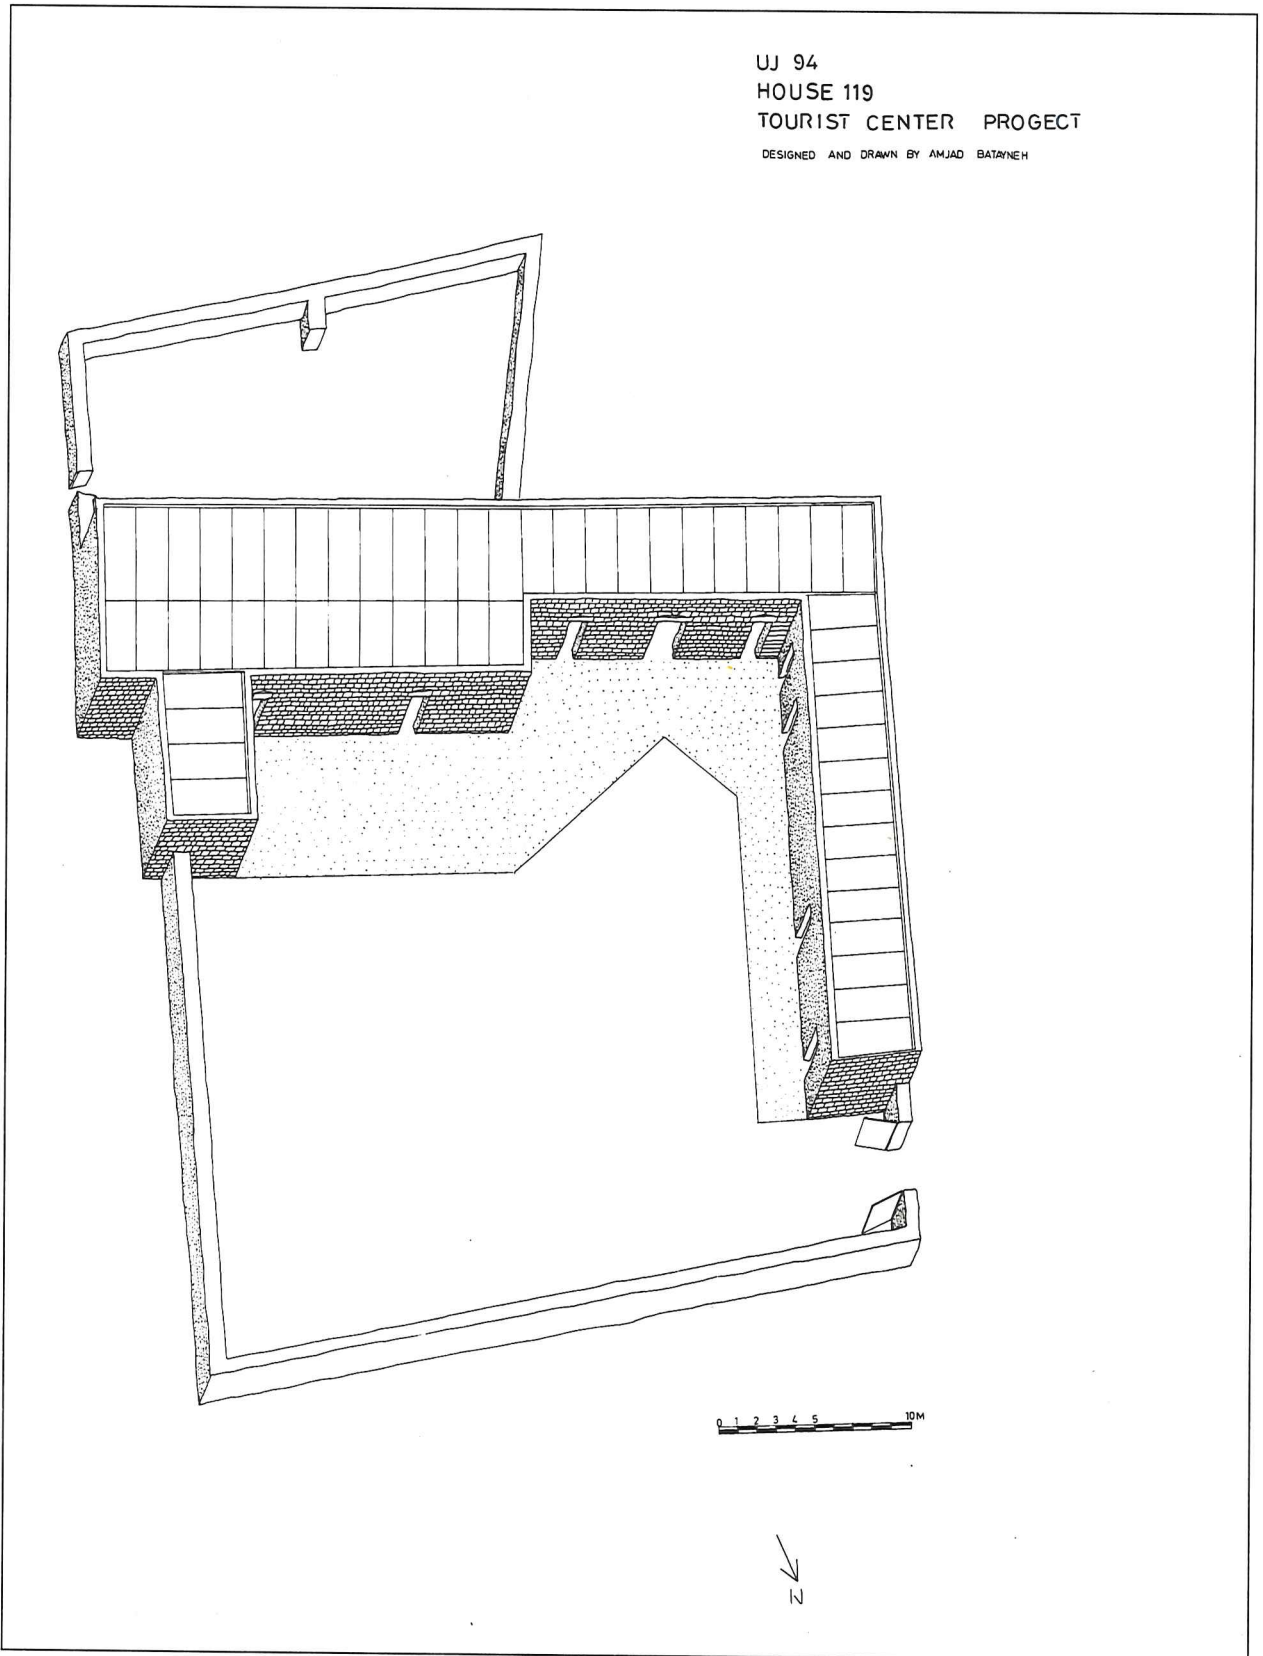 UJ 94
HOUSE 119
TOURIST CENTER PROGECT
DESIGNED AND DRAWN BY AMJAD BATAYNEH
0 1 2 3 4 5 10M
N